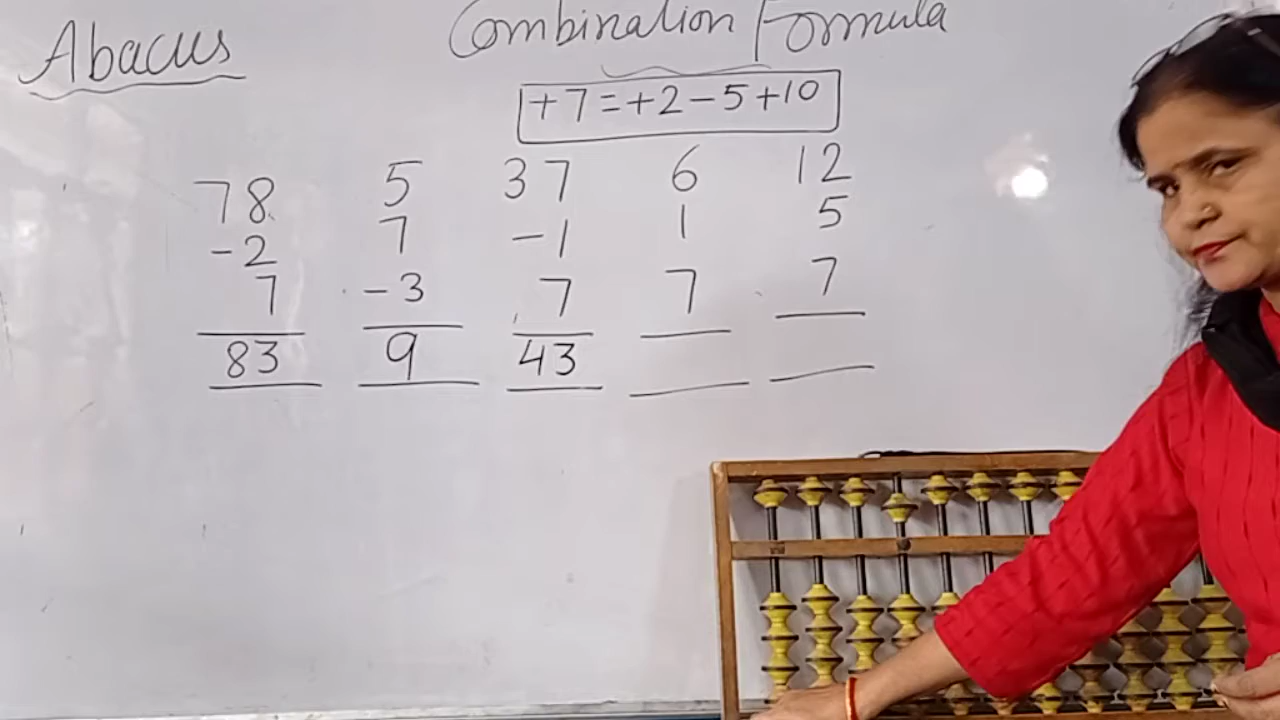 Abacus
Combination Formula
+7=+2-5+10
78 5 37 6 12
-2 7 -1 1 5
7 -3 7 7 7
83 9 43